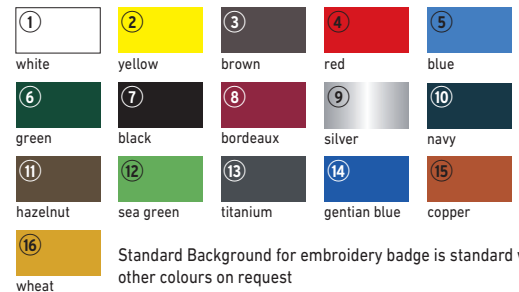 1 2 3 4 5
white yellow brown red blue
6 7 8 9 10
green black bordeaux silver navy
11 12 13 14 15
hazelnut sea green titanium gentian blue copper
16
Standard Background for embroidery badge is standard
other colours on request
wheat